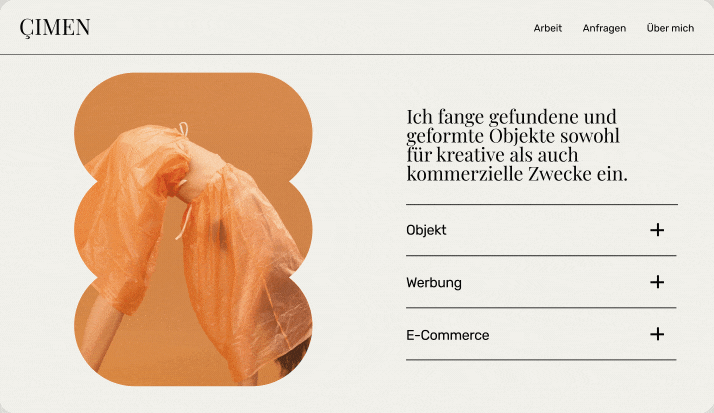 ÇIMEN
Arbeit Anfragen Über mich
Ich fange gefundene und
geformte Objekte sowohl
für kreative als auch
kommerzielle Zwecke ein.
Objekt
Werbung
E-Commerce